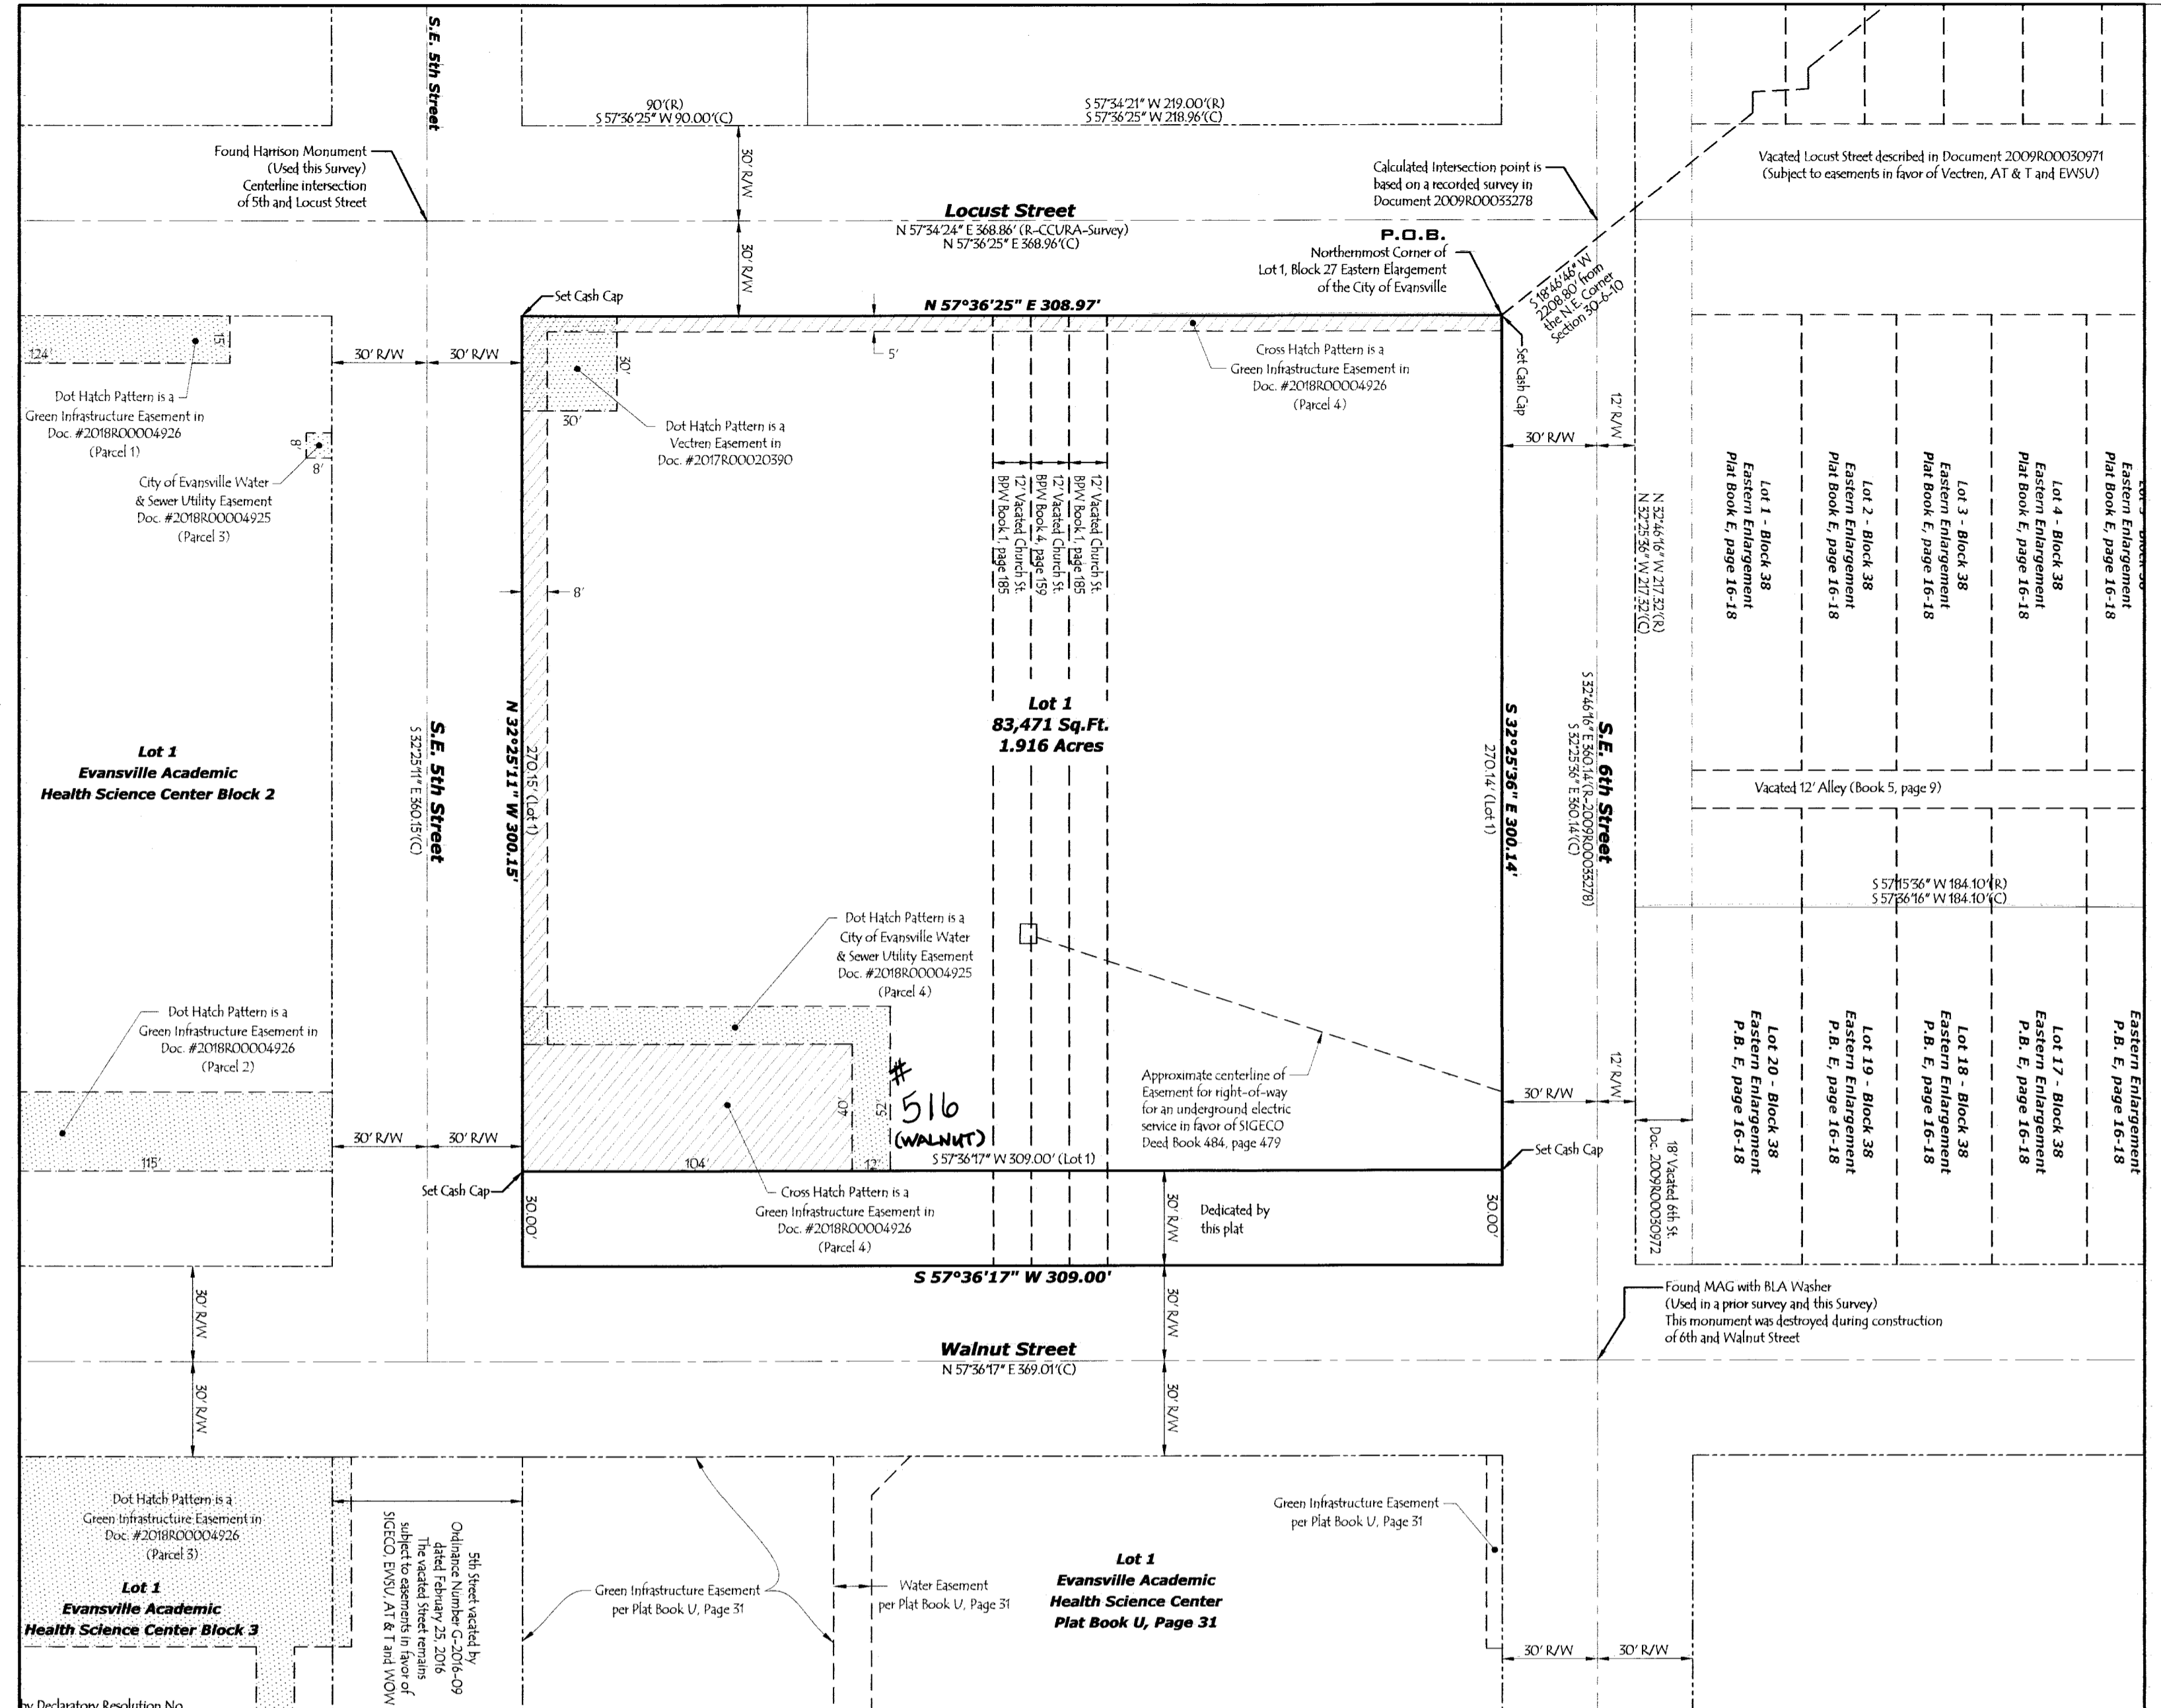 S.E. 5th Street
90'(R)
S 57°36'25" W 90.00'(C)
S 57°34'21" W 219.00'(R)
S 57°36'25" W 218.96'(C)
30' R/W
Found Harrison Monument
(Used this Survey)
Centerline intersection
of 5th and Locust Street
Calculated Intersection point is
based on a recorded survey in
Document 2009R00033278
Vacated Locust Street described in Document 2009R00030971
(Subject to easements in favor of Vectren, AT & T and EWSU)
Locust Street
N 57°34'24" E 368.86' (R-CCURA-Survey)
N 57°36'25" E 368.96'(C)
30' R/W
P.O.B.
Northernmost Corner of
Lot 1, Block 27 Eastern Elargement
of the City of Evansville
S 18°46'46" W
2208.80' from
the N.E. Corner
Section 30-6-10
Set Cash Cap
N 57°36'25" E 308.97'
Set Cash Cap
15'
124
30' R/W
30' R/W
30'
30'
5'
Cross Hatch Pattern is a
Green Infrastructure Easement in
Doc. #2018R00004926
(Parcel 4)
Dot Hatch Pattern is a
Green Infrastructure Easement in
Doc. #2018R00004926
(Parcel 1)
Dot Hatch Pattern is a
Vectren Easement in
Doc. #2017R00020390
8'
8'
City of Evansville Water
& Sewer Utility Easement
Doc. #2018R00004925
(Parcel 3)
8'
12' Vacated Church St.
BPW Book 1, page 185
12' Vacated Church St.
BPW Book 4, page 159
12' Vacated Church St.
BPW Book 1, page 185
30' R/W
12' R/W
N 32°46'16" W 217.32'(R)
N 32°25'36" W 217.32'(C)
Lot 1 - Block 38
Eastern Enlargement
Plat Book E, page 16-18
Lot 2 - Block 38
Eastern Enlargement
Plat Book E, page 16-18
Lot 3 - Block 38
Eastern Enlargement
Plat Book E, page 16-18
Lot 4 - Block 38
Eastern Enlargement
Plat Book E, page 16-18
Eastern Enlargement
Plat Book E, page 16-18
Lot 1
Evansville Academic
Health Science Center Block 2
S.E. 5th Street
S 32°25'11" E 360.15'(C)
N 32°25'11" W 300.15'
270.15' (Lot 1)
Lot 1
83,471 Sq.Ft.
1.916 Acres
270.14' (Lot 1)
S 32°25'36" E 300.14'
S.E. 6th Street
S 32°46'16" E 360.14'(R-2009R00033278)
S 32°25'36" E 360.14'(C)
Vacated 12' Alley (Book 5, page 9)
S 57°15'36" W 184.10'(R)
S 57°36'16" W 184.10'(C)
Dot Hatch Pattern is a
City of Evansville Water
& Sewer Utility Easement
Doc. #2018R00004925
(Parcel 4)
Dot Hatch Pattern is a
Green Infrastructure Easement in
Doc. #2018R00004926
(Parcel 2)
115'
30' R/W
30' R/W
40'
52'
104'
12'
#
516
(WALNUT)
S 57°36'17" W 309.00' (Lot 1)
Approximate centerline of
Easement for right-of-way
for an underground electric
service in favor of SIGECO
Deed Book 484, page 479
30' R/W
12' R/W
Set Cash Cap
18' Vacated 6th St.
Doc. 2009R00030972
Lot 20 - Block 38
Eastern Enlargement
P.B. E, page 16-18
Lot 19 - Block 38
Eastern Enlargement
P.B. E, page 16-18
Lot 18 - Block 38
Eastern Enlargement
P.B. E, page 16-18
Lot 17 - Block 38
Eastern Enlargement
P.B. E, page 16-18
Eastern Enlargement
P.B. E, page 16-18
Set Cash Cap
30.00'
Cross Hatch Pattern is a
Green Infrastructure Easement in
Doc. #2018R00004926
(Parcel 4)
30' R/W
Dedicated by
this plat
30.00'
S 57°36'17" W 309.00'
30' R/W
30' R/W
Found MAG with BLA Washer
(Used in a prior survey and this Survey)
This monument was destroyed during construction
of 6th and Walnut Street
Walnut Street
N 57°36'17" E 369.01'(C)
30' R/W
30' R/W
Dot Hatch Pattern is a
Green Infrastructure Easement in
Doc. #2018R00004926
(Parcel 3)
Lot 1
Evansville Academic
Health Science Center Block 3
5th Street vacated by
Ordinance Number G-2016-09
dated February 25, 2016
The vacated Street remains
subject to easements in favor of
SIGECO, EWSU, AT & T and WOW
Green Infrastructure Easement
per Plat Book U, Page 31
Water Easement
per Plat Book U, Page 31
Lot 1
Evansville Academic
Health Science Center
Plat Book U, Page 31
Green Infrastructure Easement
per Plat Book U, Page 31
30' R/W
30' R/W
by Declaratory Resolution No.